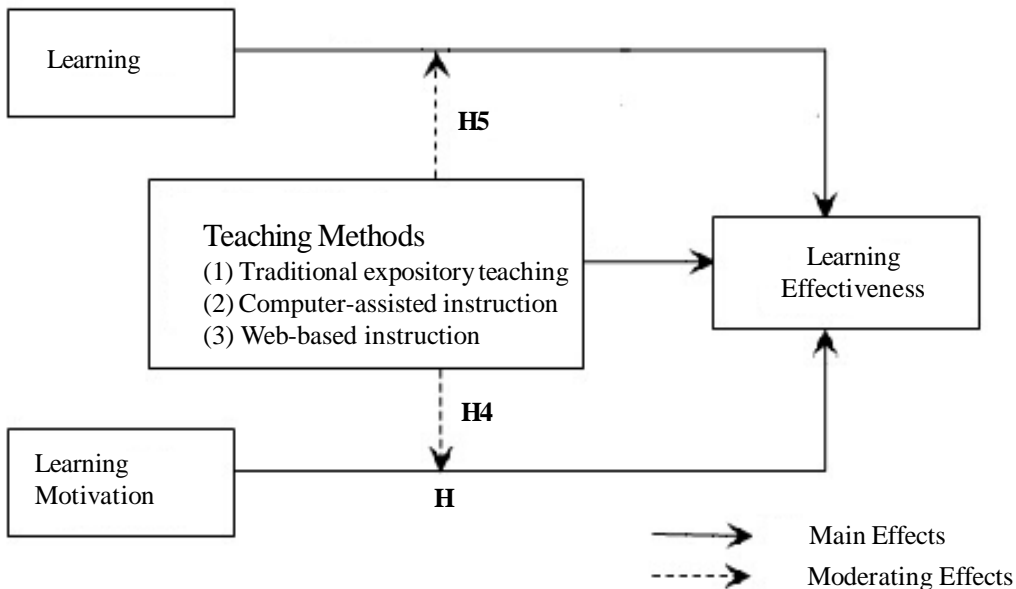 Learning
H5
Teaching Methods
(1) Traditional expository teaching
(2) Computer-assisted instruction
(3) Web-based instruction
Learning
Effectiveness
H4
Learning
Motivation
H
Main Effects
Moderating Effects